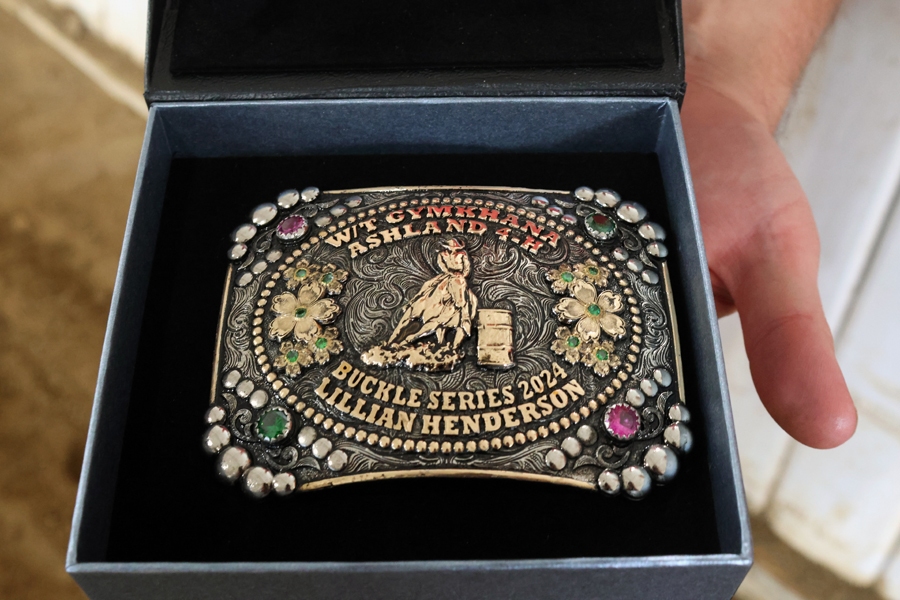 W/T GYMKHANA
ASHLAND 4-H
BUCKLE SERIES 2024
LILLIAN HENDERSON